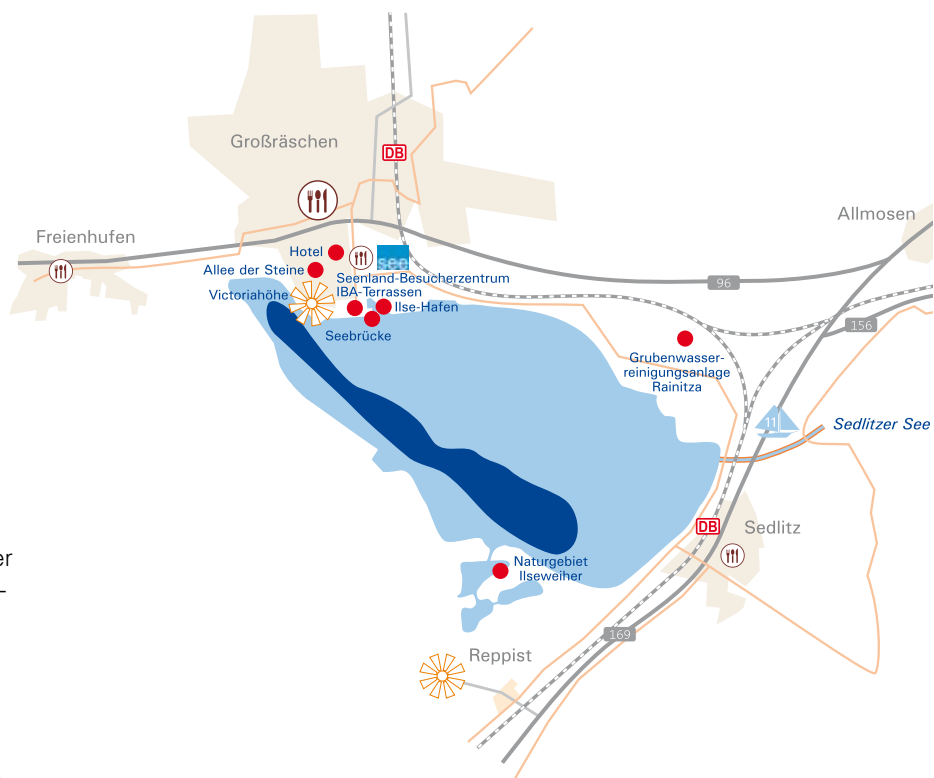 Großräschen
DB
Allmosen
Freienhufen
Hotel
see
Allee der Steine
Seenland-Besucherzentrum
IBA-Terrassen
Victoriahöhe
Ilse-Hafen
Seebrücke
96
156
Grubenwasser-
reinigungsanlage
Rainitza
11
Sedlitzer See
DB
Sedlitz
er
–
Naturgebiet
Ilseweiher
169
Reppist